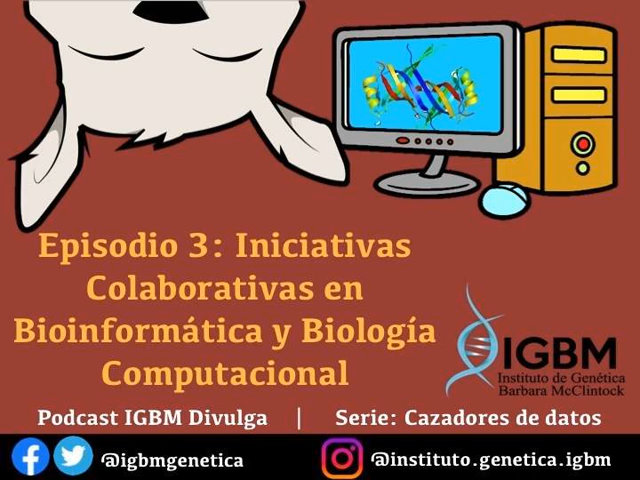 Episodio 3: Iniciativas
Colaborativas en
Bioinformática y Biología
Computacional
IGBM
Instituto de Genética
Barbara McClintock
Podcast IGBM Divulga | Serie: Cazadores de datos
@igbmgenetica @instituto.genetica.igbm